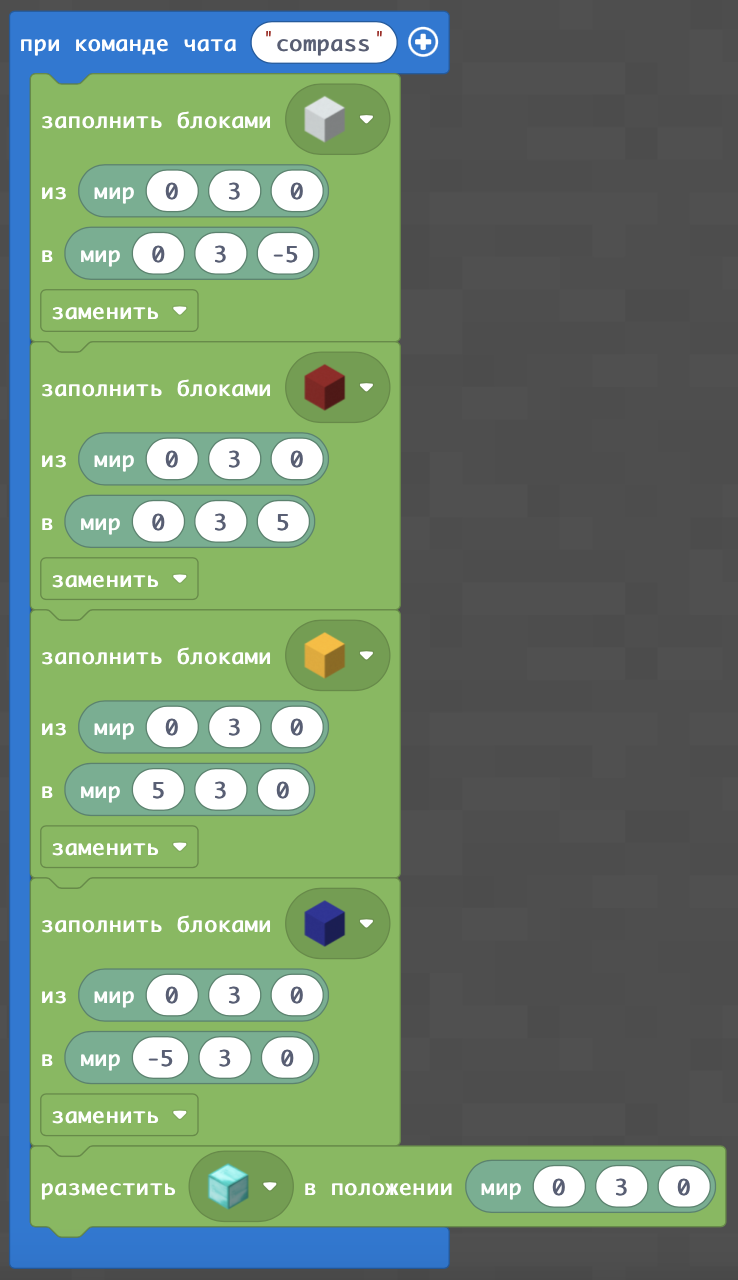 при команде чата "compass"
заполнить блоками
из мир 0 3 0
в мир 0 3 -5
заменить
заполнить блоками
из мир 0 3 0
в мир 0 3 5
заменить
заполнить блоками
из мир 0 3 0
в мир 5 3 0
заменить
заполнить блоками
из мир 0 3 0
в мир -5 3 0
заменить
разместить в положении мир 0 3 0